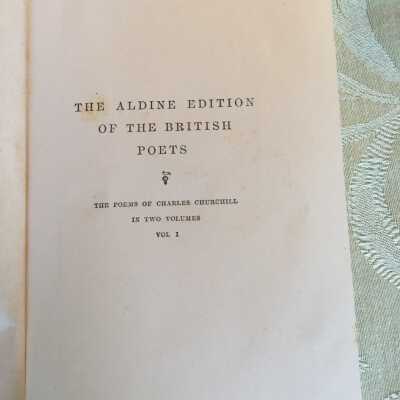 THE ALDINE EDITION
OF THE BRITISH
POETS
THE POEMS OF CHARLES CHURCHILL
IN TWO VOLUMES
VOL I